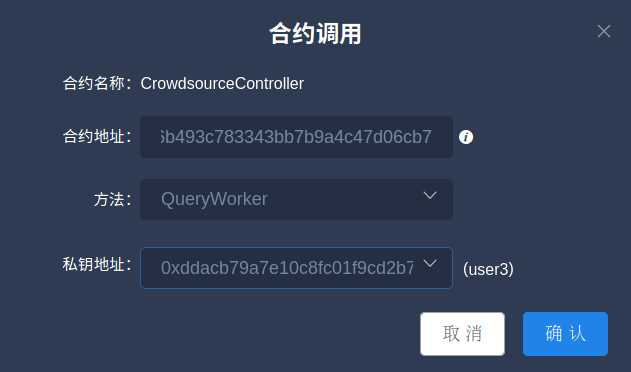 合约调用
合约名称：CrowdsourceController
合约地址：b493c783343bb7b9a4c47d06cb7
方法：QueryWorker
私钥地址：0xddacb79a7e10c8fc01f9cd2b7 (user3)
取消 确认